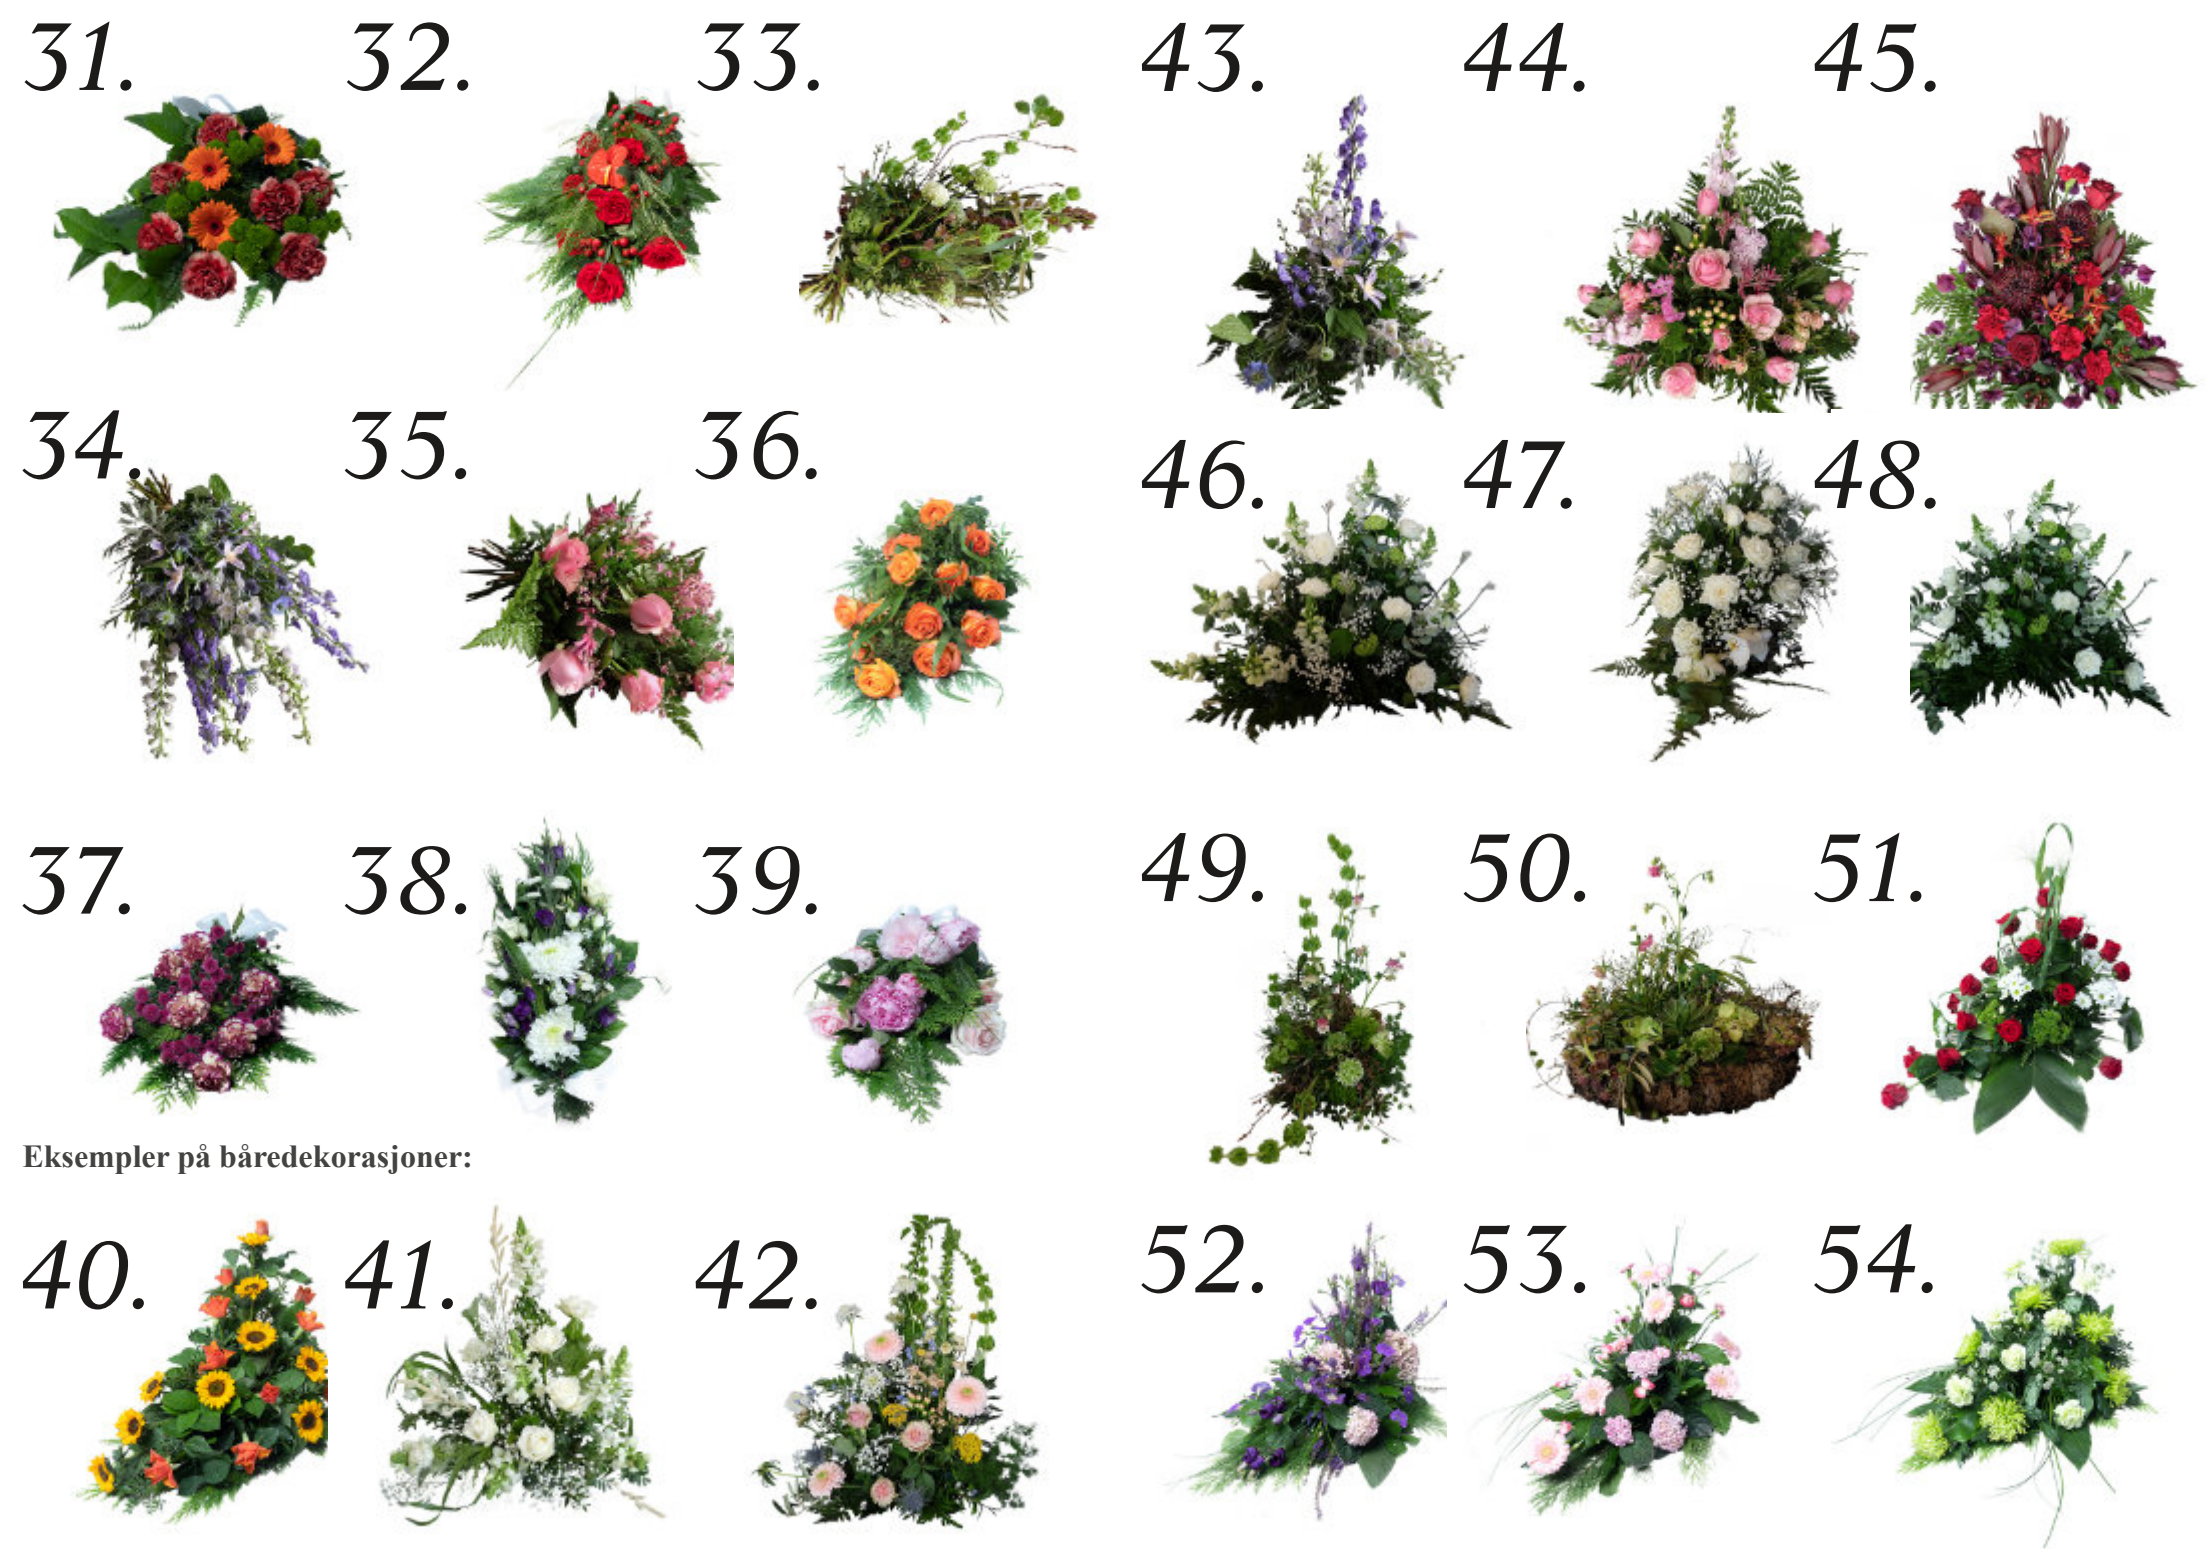 31. 32. 33.
34. 35. 36.
37. 38. 39.
Eksempler på båredekorasjoner:
40. 41. 42.
43. 44. 45.
46. 47. 48.
49. 50. 51.
52. 53. 54.